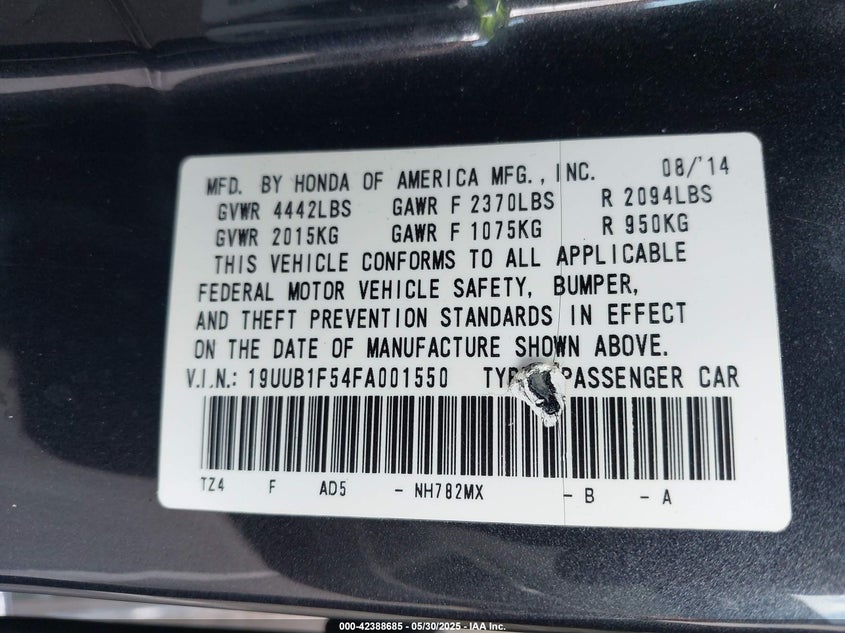 MFD. BY HONDA OF AMERICA MFG., INC. 08/'14
GVWR 4442LBS GAWR F 2370LBS R 2094LBS
GVWR 2015KG GAWR F 1075KG R 950KG
THIS VEHICLE CONFORMS TO ALL APPLICABLE
FEDERAL MOTOR VEHICLE SAFETY, BUMPER,
AND THEFT PREVENTION STANDARDS IN EFFECT
ON THE DATE OF MANUFACTURE SHOWN ABOVE.
V.I.N.: 19UUB1F54FA001550 PASSENGER CAR
TZ4 F AD5 - NH782MX - B - A
000-42388685 - 05/30/2025 - IA Inc.